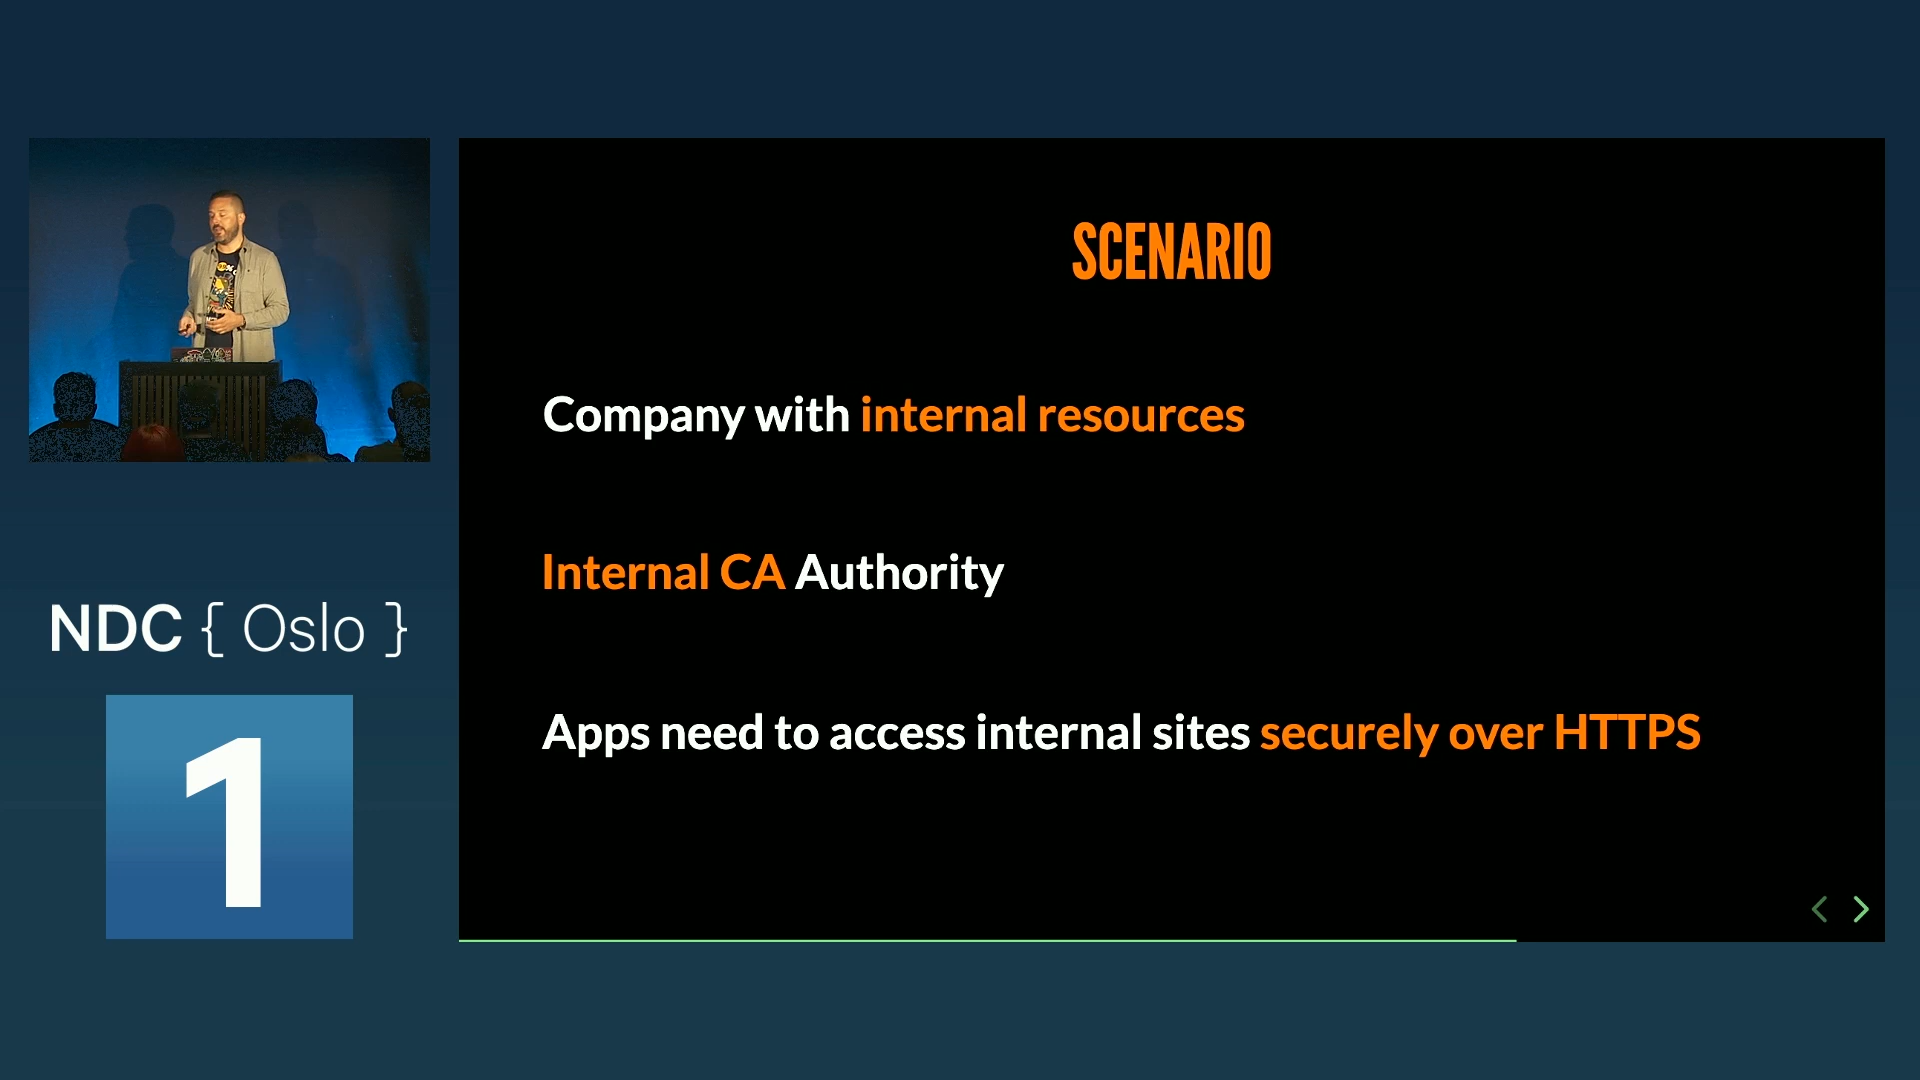 SCENARIO
Company with internal resources
Internal CA Authority
Apps need to access internal sites securely over HTTPS
NDC { Oslo }
1